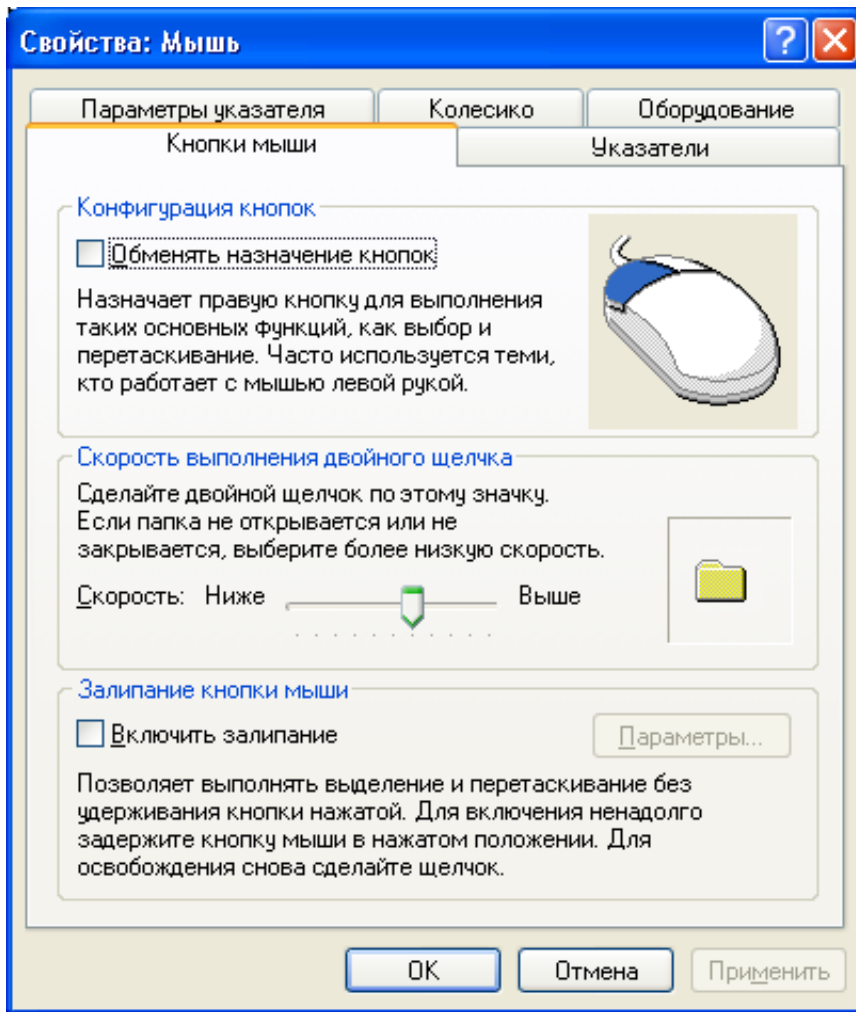 Свойства: Мышь
Параметры указателя Колесико Оборудование
Кнопки мыши Указатели
Конфигурация кнопок
Обменять назначение кнопок
Назначает правую кнопку для выполнения
таких основных функций, как выбор и
перетаскивание. Часто используется теми,
кто работает с мышью левой рукой.
Скорость выполнения двойного щелчка
Сделайте двойной щелчок по этому значку.
Если папка не открывается или не
закрывается, выберите более низкую скорость.
Скорость: Ниже Выше
Залипание кнопки мыши
Включить залипание Параметры...
Позволяет выполнять выделение и перетаскивание без
удерживания кнопки нажатой. Для включения ненадолго
задержите кнопку мыши в нажатом положении. Для
освобождения снова сделайте щелчок.
OK Отмена Применить